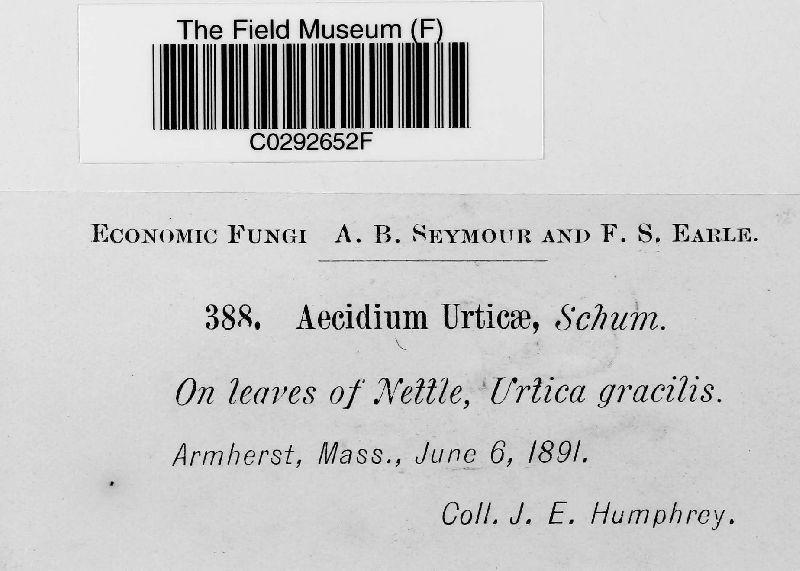 The Field Museum (F)
C0292652F
Economic Fungi A. B. Seymour and F. S. Earle.
388. Aecidium Urticæ, Schum.
On leaves of Nettle, Urtica gracilis.
Armherst, Mass., June 6, 1891.
Coll. J. E. Humphrey.